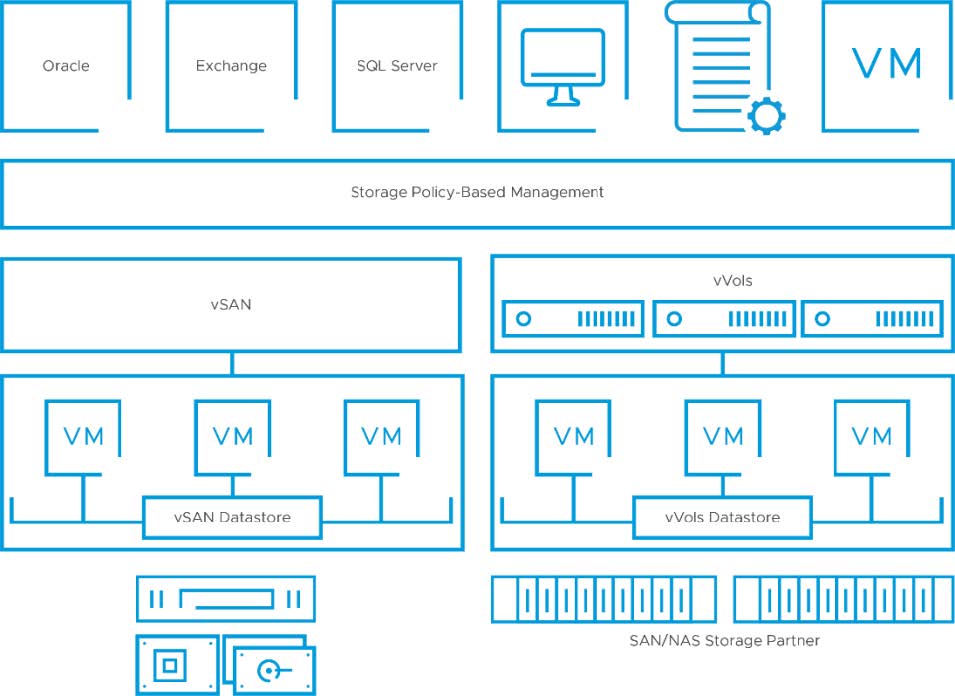 Oracle
Exchange
SQL Server
VM
Storage Policy-Based Management
vSAN
vVols
VM
VM
VM
vSAN Datastore
VM
VM
VM
vVols Datastore
SAN/NAS Storage Partner